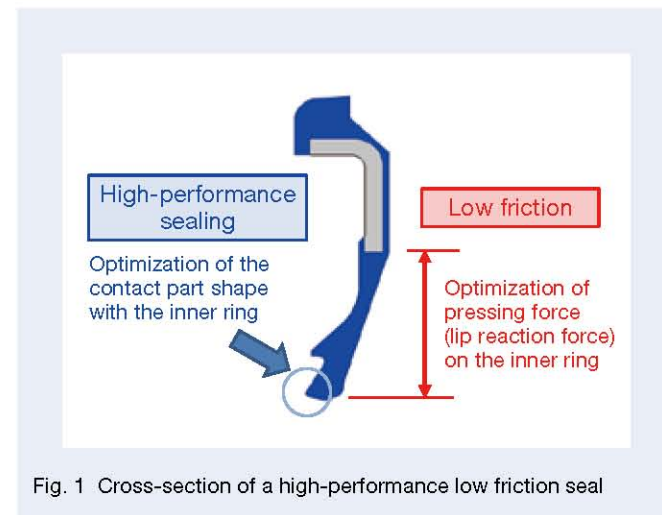 High-performance
sealing
Optimization of the
contact part shape
with the inner ring
Low friction
Optimization of
pressing force
(lip reaction force)
on the inner ring
Fig. 1 Cross-section of a high-performance low friction seal